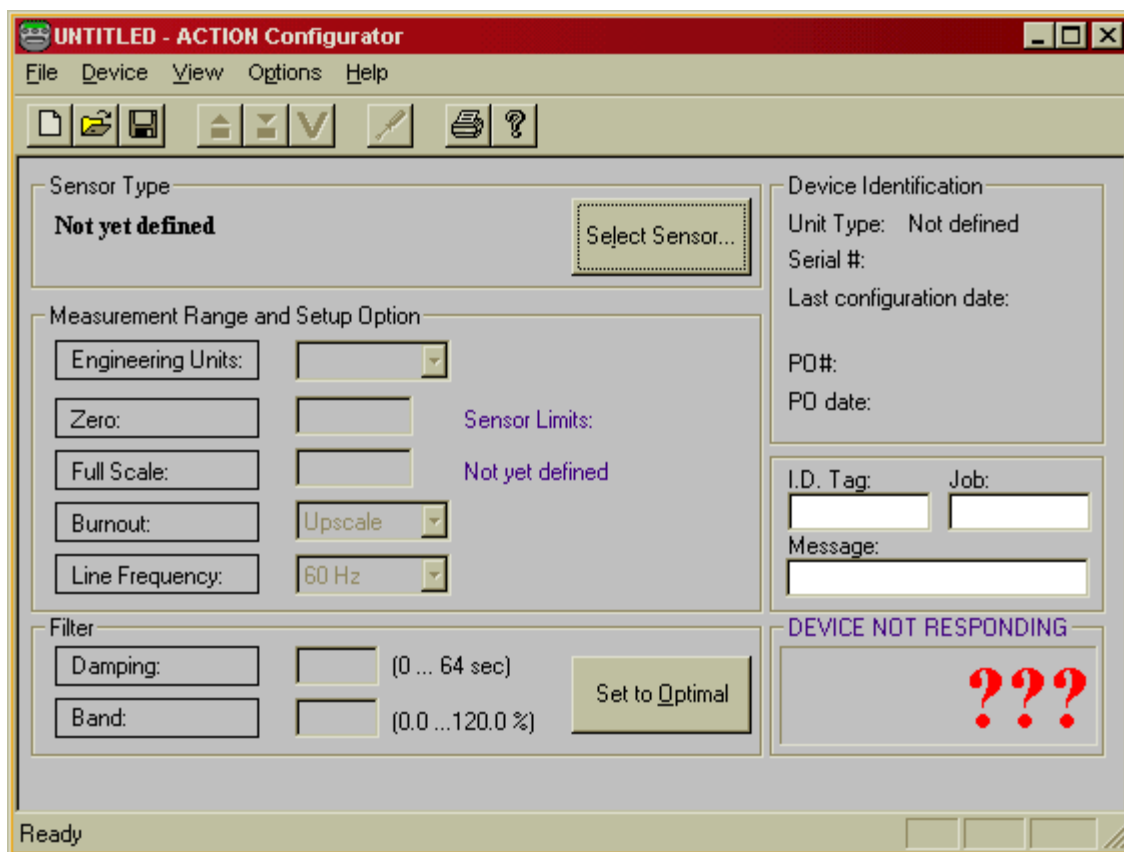 UNTITLED - ACTION Configurator
File Device View Options Help
Sensor Type
Not yet defined
Select Sensor...
Measurement Range and Setup Option
Engineering Units:
Zero:
Sensor Limits:
Full Scale:
Not yet defined
Burnout:
Upscale
Line Frequency:
60 Hz
Filter
Damping:
(0 ... 64 sec)
Band:
(0.0 ...120.0 %)
Set to Optimal
Device Identification
Unit Type: Not defined
Serial #:
Last configuration date:
PO#:
PO date:
I.D. Tag: Job:
Message:
DEVICE NOT RESPONDING
???
Ready